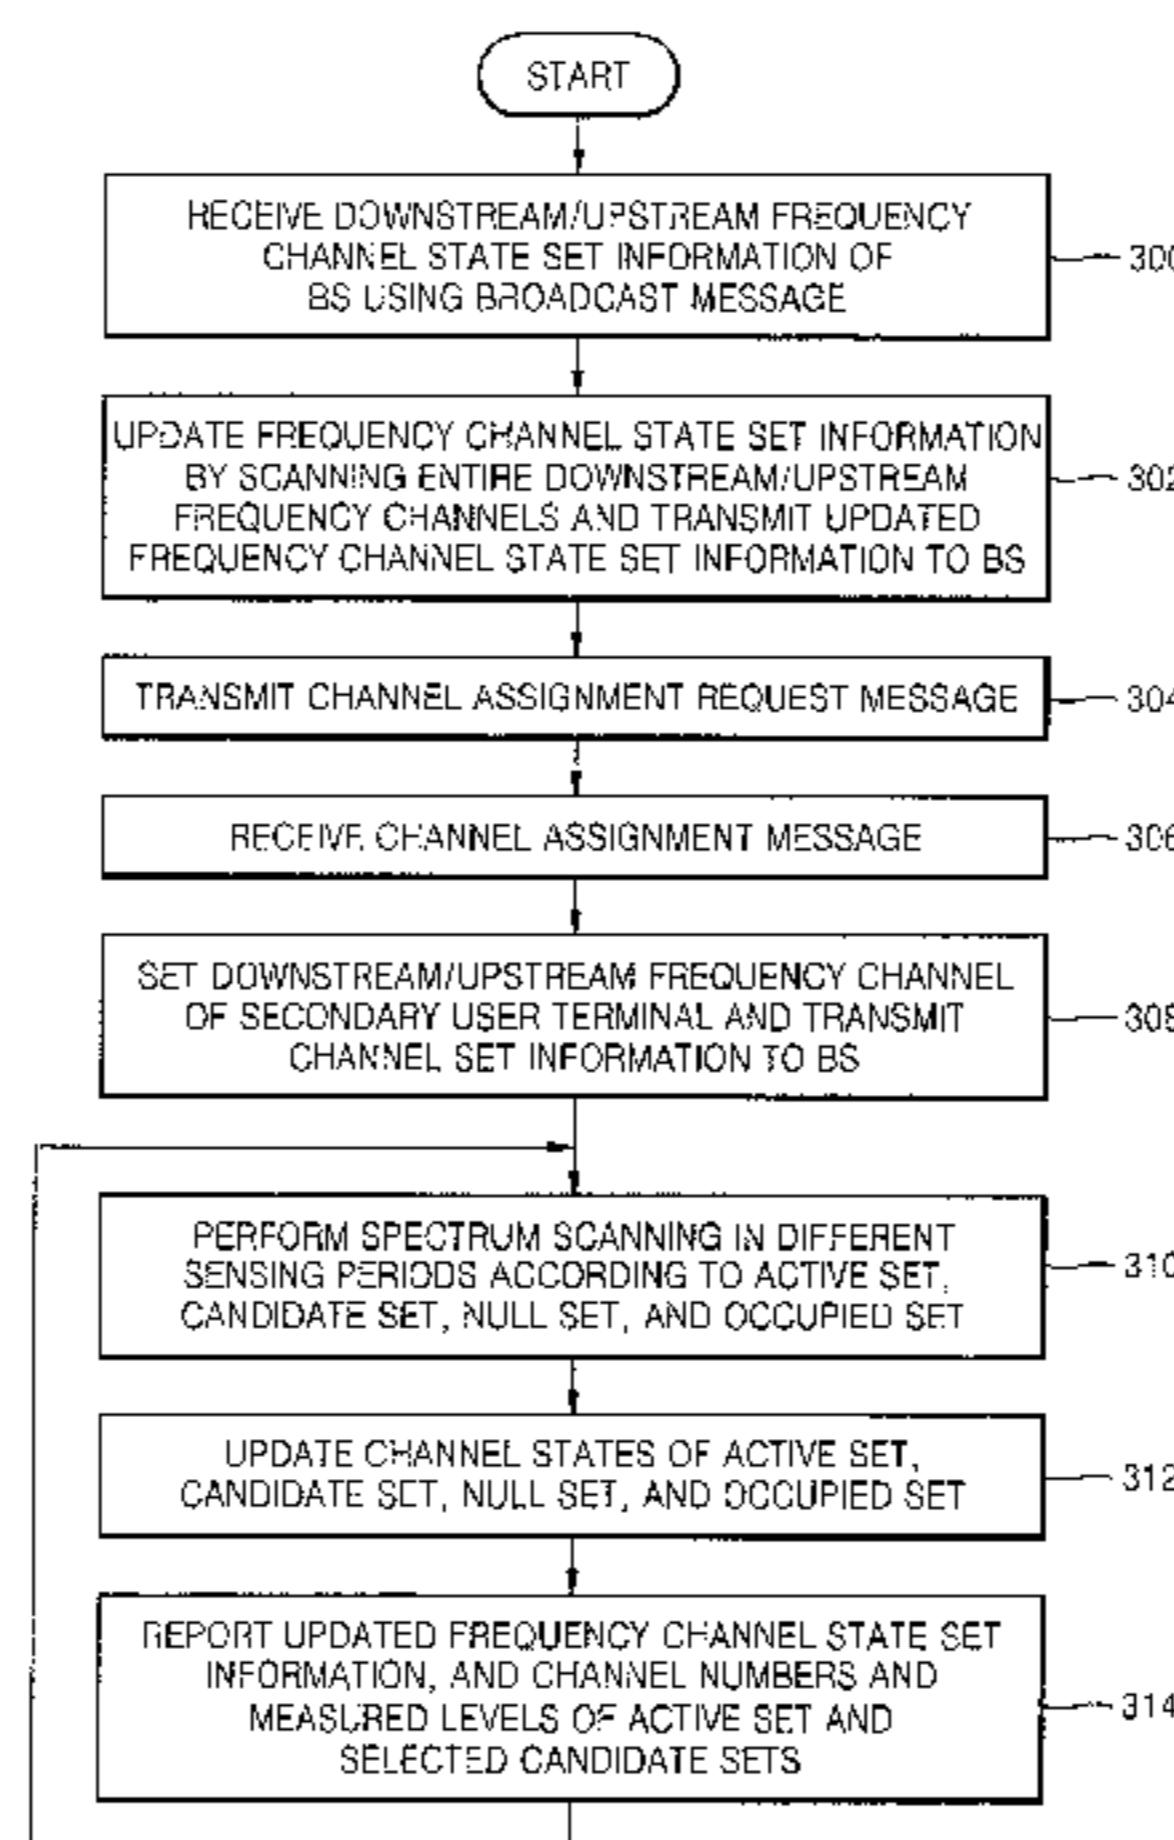 START
RECEIVE DOWNSTREAM/UPSTREAM FREQUENCY
CHANNEL STATE SET INFORMATION OF
BS USING BROADCAST MESSAGE
300
UPDATE FREQUENCY CHANNEL STATE SET INFORMATION
BY SCANNING ENTIRE DOWNSTREAM/UPSTREAM
FREQUENCY CHANNELS AND TRANSMIT UPDATED
FREQUENCY CHANNEL STATE SET INFORMATION TO BS
302
TRANSMIT CHANNEL ASSIGNMENT REQUEST MESSAGE
304
RECEIVE CHANNEL ASSIGNMENT MESSAGE
306
SET DOWNSTREAM/UPSTREAM FREQUENCY CHANNEL
OF SECONDARY USER TERMINAL AND TRANSMIT
CHANNEL SET INFORMATION TO BS
308
PERFORM SPECTRUM SCANNING IN DIFFERENT
SENSING PERIODS ACCORDING TO ACTIVE SET,
CANDIDATE SET, NULL SET, AND OCCUPIED SET
310
UPDATE CHANNEL STATES OF ACTIVE SET,
CANDIDATE SET, NULL SET, AND OCCUPIED SET
312
REPORT UPDATED FREQUENCY CHANNEL STATE SET
INFORMATION, AND CHANNEL NUMBERS AND
MEASURED LEVELS OF ACTIVE SET AND
SELECTED CANDIDATE SETS
314